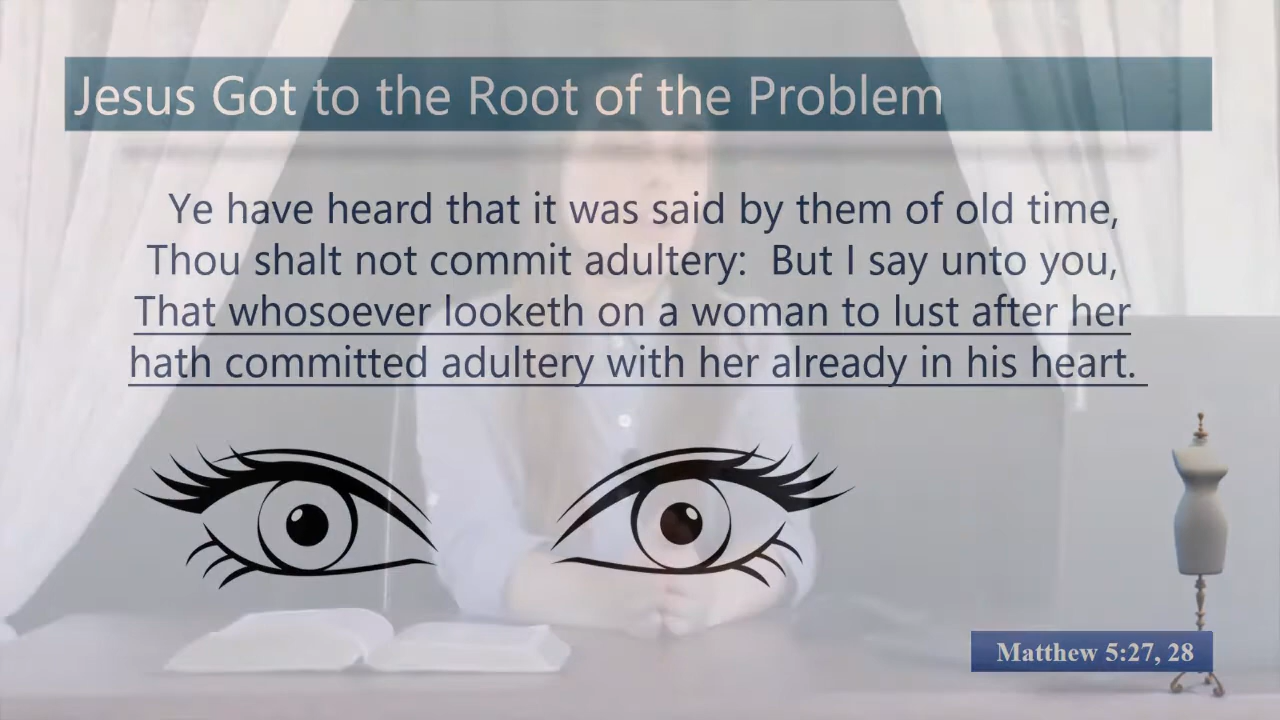 Jesus Got to the Root of the Problem
Ye have heard that it was said by them of old time,
Thou shalt not commit adultery:  But I say unto you,
That whosoever looketh on a woman to lust after her
hath committed adultery with her already in his heart.
Matthew 5:27, 28